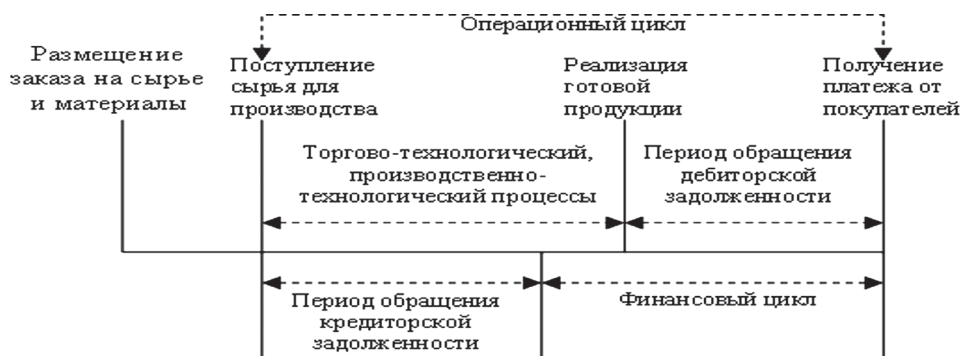 Операционный цикл
Размещение
заказа на сырье
и материалы
Поступление
сырья для
производства
Реализация
готовой
продукции
Получение
платежа от
покупателей
Торгово-технологический,
производственно-
технологический процессы
Период обращения
дебиторской
задолженности
Период обращения
кредиторской
задолженности
Финансовый цикл